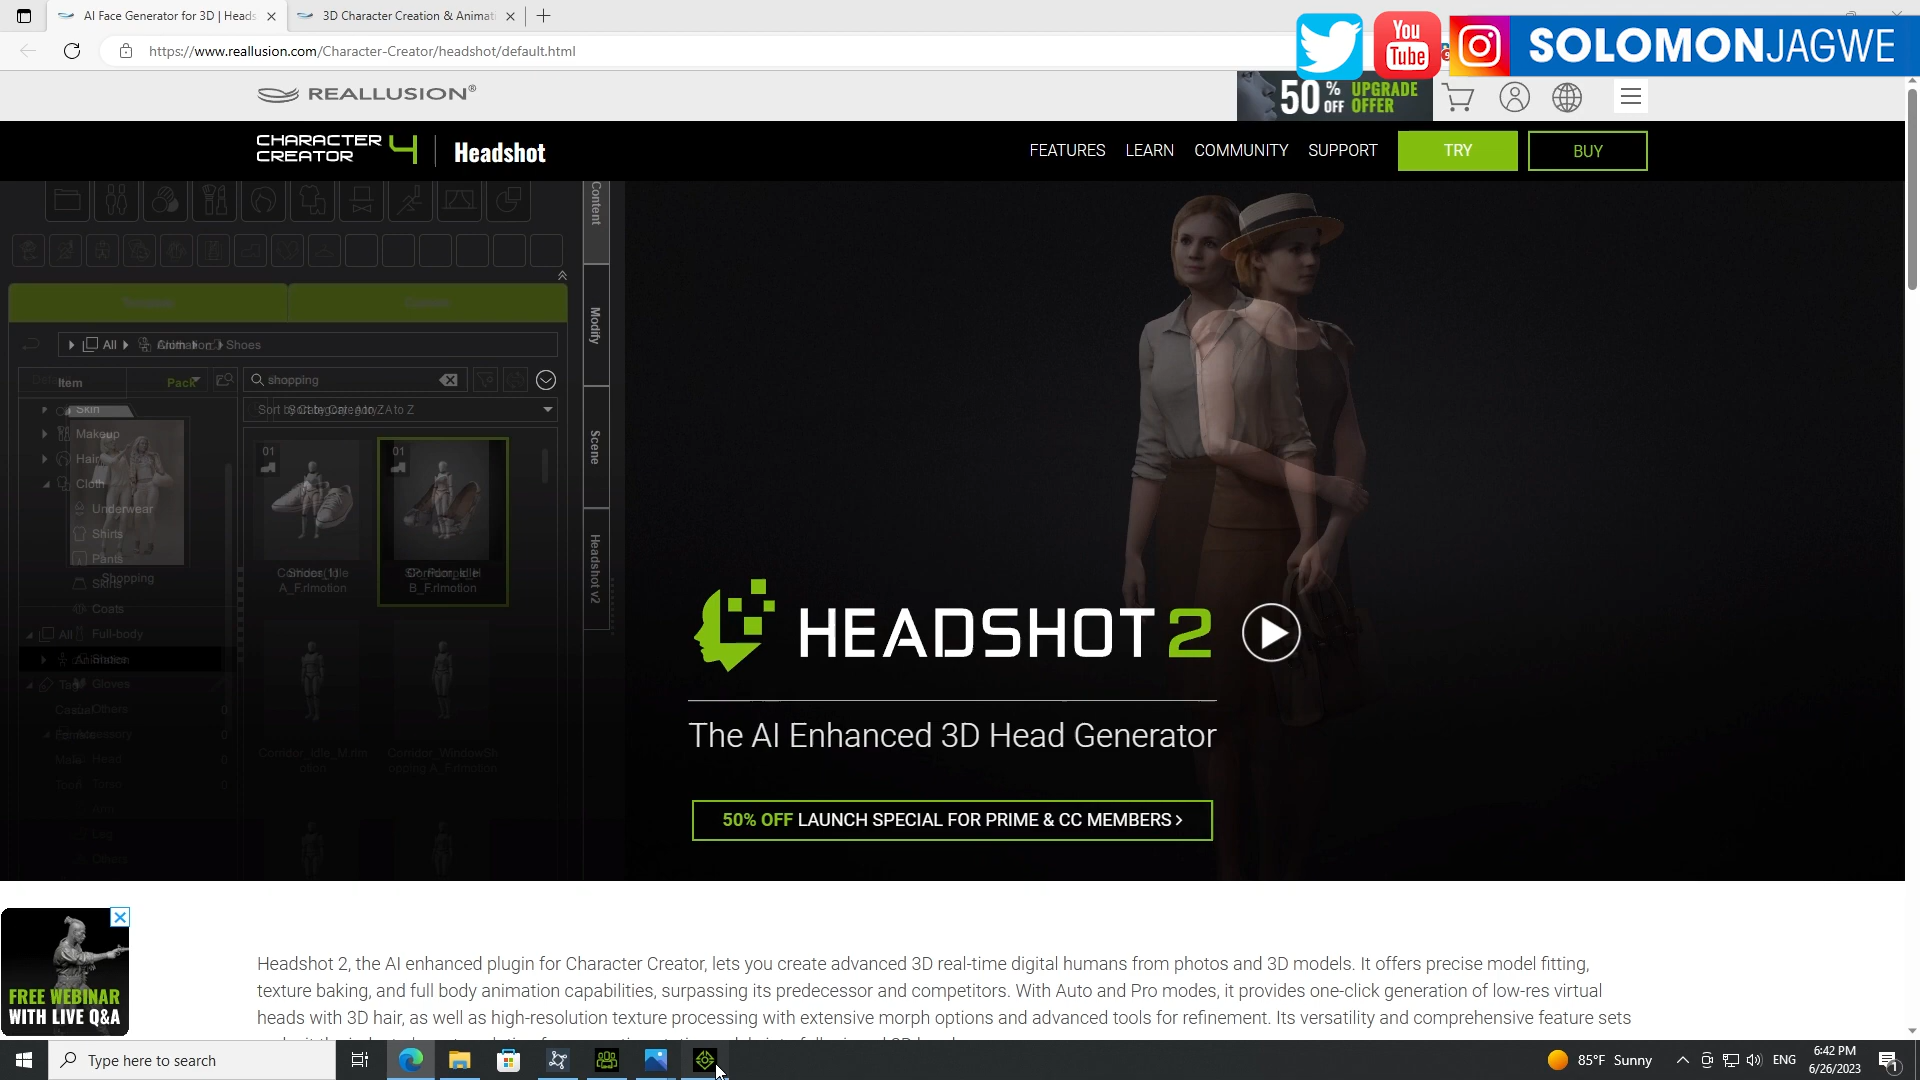 AI Face Generator for 3D | Heads
3D Character Creation & Animati
https://www.reallusion.com/Character-Creator/headshot/default.html
You
Tube
SOLOMONJAGWE
REALLUSION®
50% OFF
UPGRADE
OFFER
CHARACTER
CREATOR 4
Headshot
FEATURES
LEARN
COMMUNITY
SUPPORT
TRY
BUY
Content
Modify
Scene
Headshot v2
All
Shoes
Item
Pack
shopping
Skin
Makeup
Hair
Cloth
Underwear
Shirts
Pants
Shopping
Skirts
Coats
All
Full-body
Gloves
Others
01
01
A_F.rlmotion
B_F.rlmotion
HEADSHOT 2
The AI Enhanced 3D Head Generator
50% OFF LAUNCH SPECIAL FOR PRIME & CC MEMBERS >
FREE WEBINAR
WITH LIVE Q&A
Headshot 2, the AI enhanced plugin for Character Creator, lets you create advanced 3D real-time digital humans from photos and 3D models. It offers precise model fitting,
texture baking, and full body animation capabilities, surpassing its predecessor and competitors. With Auto and Pro modes, it provides one-click generation of low-res virtual
heads with 3D hair, as well as high-resolution texture processing with extensive morph options and advanced tools for refinement. Its versatility and comprehensive feature sets
Type here to search
85°F Sunny
ENG
6:42 PM
6/26/2023
1